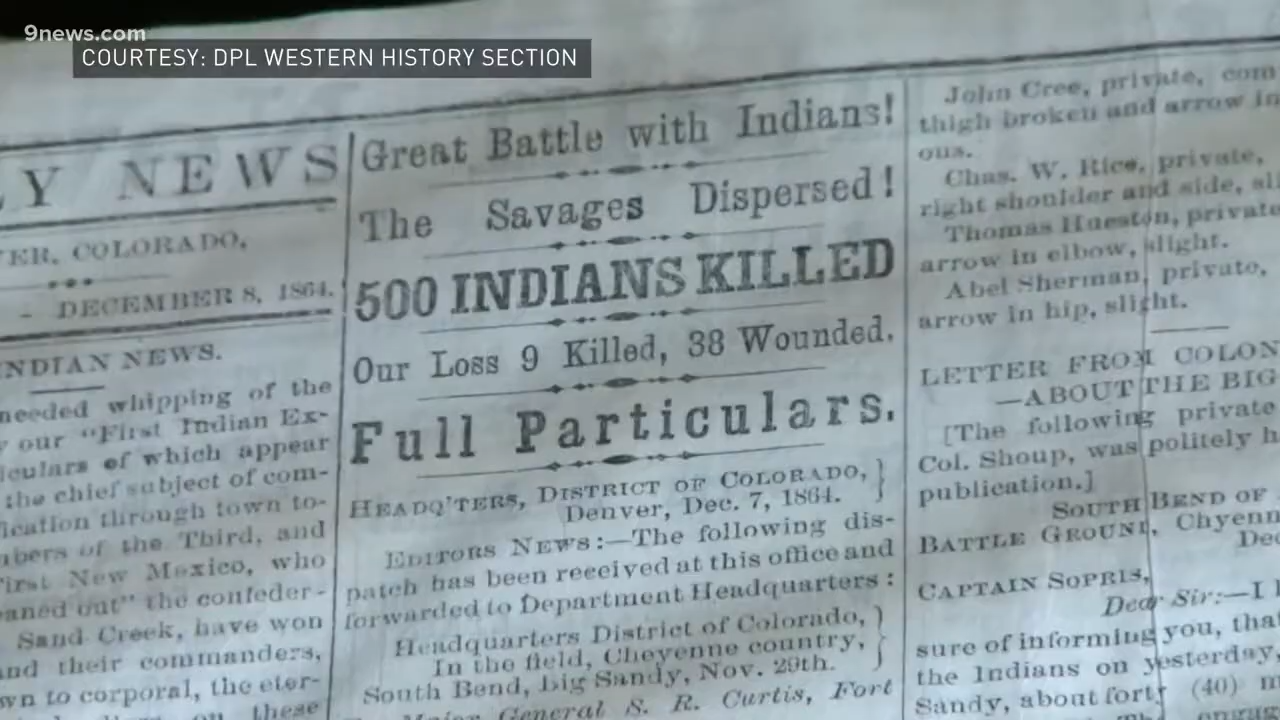 9news.com
COURTESY: DPL WESTERN HISTORY SECTION
Y NEWS
ER, COLORADO,
- DECEMBER 8, 1864.
NDIAN NEWS.
needed whipping of the
our "First Indian Ex-
iculars of which appear
the chief subject of com-
ication through town to-
bers of the Third, and
First New Mexico, who
aned out" the confeder-
Sand Creek, have won
nd their commanders,
wn to corporal, the eter-
on these
Great Battle with Indians!
The Savages Dispersed!
500 INDIANS KILLED
Our Loss 9 Killed, 38 Wounded.
Full Particulars.
HEADQ'TERS, DISTRICT OF COLORADO,
Denver, Dec. 7, 1864.
EDITORS NEWS:—The following dis-
patch has been received at this office and
forwarded to Department Headquarters:
Headquarters District of Colorado,
In the field, Cheyenne country,
South Bend, big Sandy, Nov. 29th.
Major General S. R. Curtis, Fort
John Cree, private, com
thigh broken and arrow in
ous.
Chas. W. Rice, private,
right shoulder and side, sli
Thomas Hueston, private
arrow in elbow, slight.
Abel Sherman, private,
arrow in hip, slight.
LETTER FROM COLON
—ABOUT THE BIG
[The following private
Col. Shoup, was politely h
publication.]
SOUTH BEND OF
BATTLE GROUND, Chyenn
Dec
CAPTAIN SOPRIS,
Dear Sir:—I h
sure of informing you, tha
the Indians on yesterday,
Sandy, about forty (40) m
The